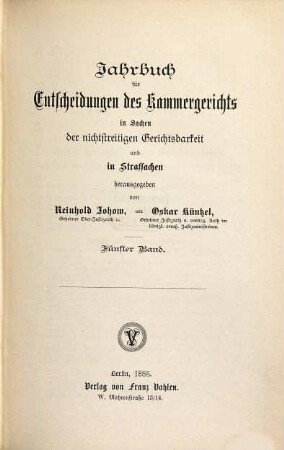 Jahrbuch
für
Entscheidungen des Kammergerichts
in Sachen
der nichtstreitigen Gerichtsbarkeit
und
in Strafsachen
herausgegeben
von
Reinhold Johow, und Oskar Küntzel,
Geheimer Ober-Justizrath a. Geheimer Justizrath u. vortrag. Rath der
Königl. preuß. Justizministerium.
Fünfter Band.
V
Berlin, 1886.
Verlag von Franz Vahlen.
W. Mohrenstraße 13/14.